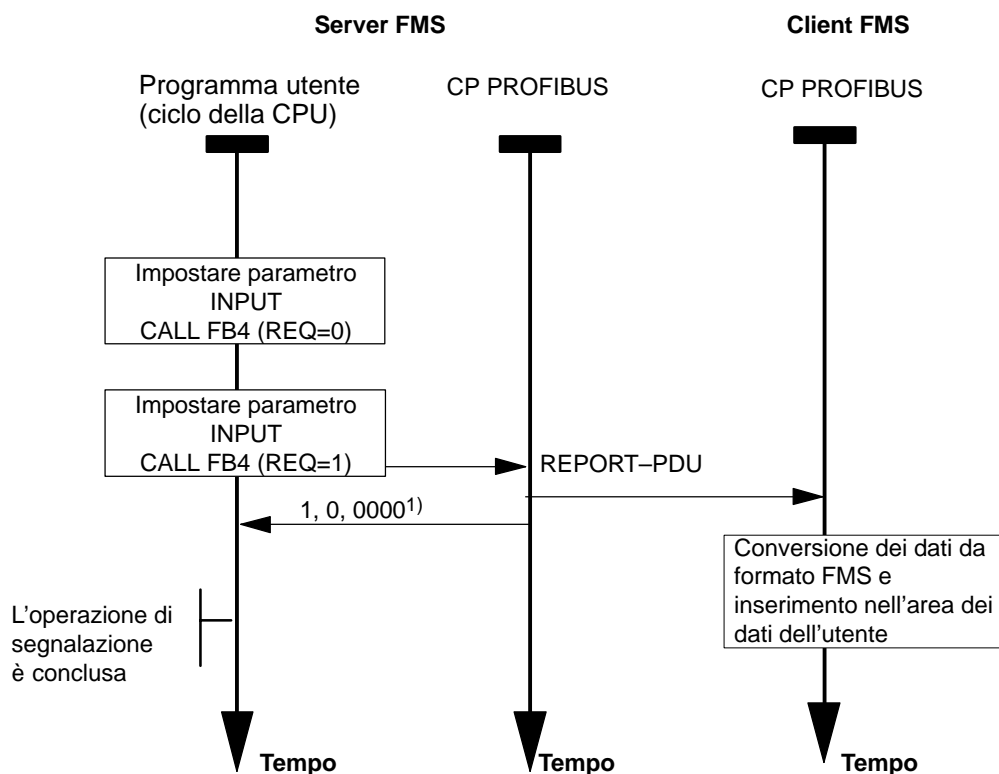 Server FMS
Client FMS
Programma utente
(ciclo della CPU)
CP PROFIBUS
CP PROFIBUS
Impostare parametro
INPUT
CALL FB4 (REQ=0)
Impostare parametro
INPUT
CALL FB4 (REQ=1)
REPORT–PDU
1, 0, 00001)
Conversione dei dati da
formato FMS e
inserimento nell'area dei
dati dell'utente
L'operazione di
segnalazione
è conclusa
Tempo
Tempo
Tempo